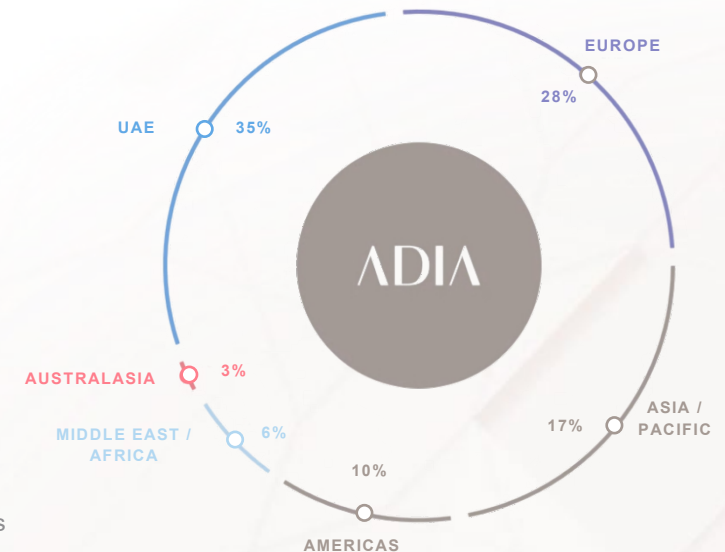 EUROPE
28%
UAE
35%
ADIA
AUSTRALASIA
3%
MIDDLE EAST /
AFRICA
6%
17%
ASIA /
PACIFIC
10%
AMERICAS
S